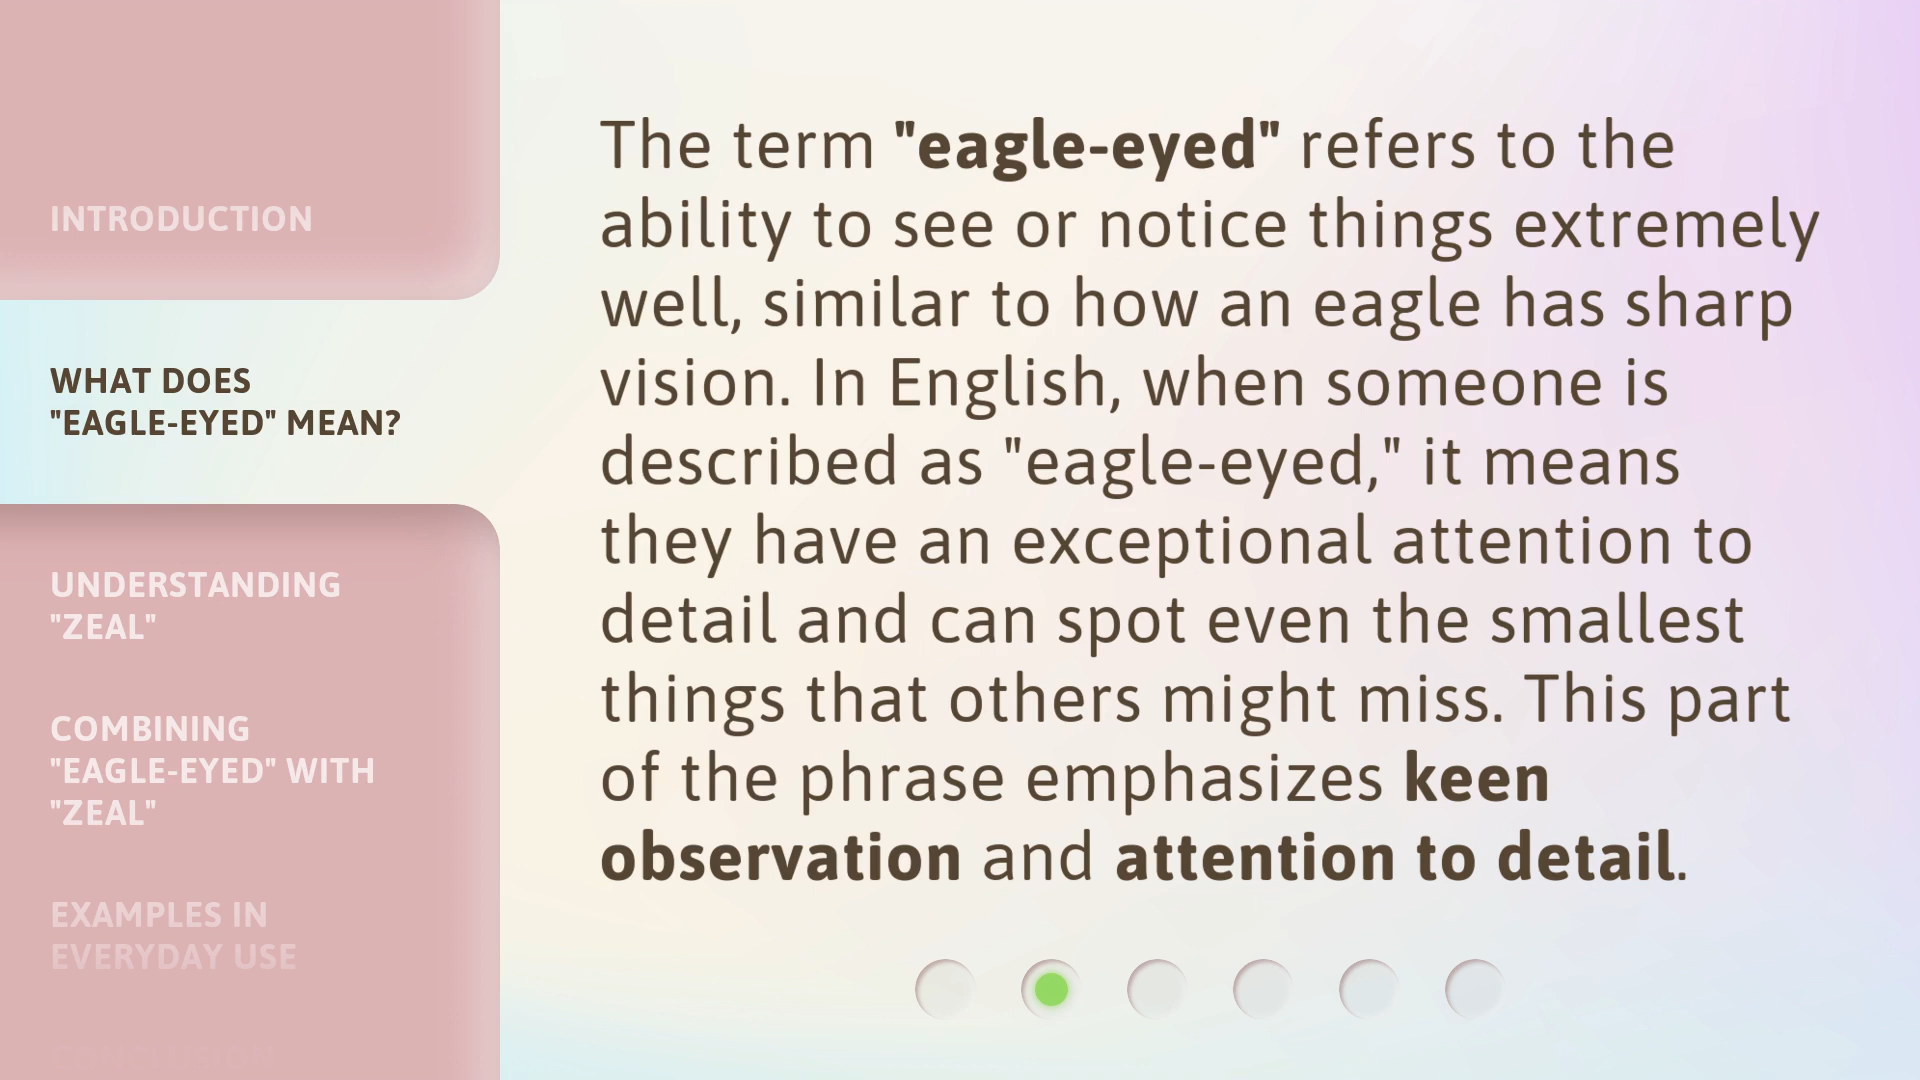 INTRODUCTION
WHAT DOES
"EAGLE-EYED" MEAN?
UNDERSTANDING
"ZEAL"
COMBINING
"EAGLE-EYED" WITH
"ZEAL"
EXAMPLES IN
EVERYDAY USE
CONCLUSION
The term "eagle-eyed" refers to the
ability to see or notice things extremely
well, similar to how an eagle has sharp
vision. In English, when someone is
described as "eagle-eyed," it means
they have an exceptional attention to
detail and can spot even the smallest
things that others might miss. This part
of the phrase emphasizes keen
observation and attention to detail.